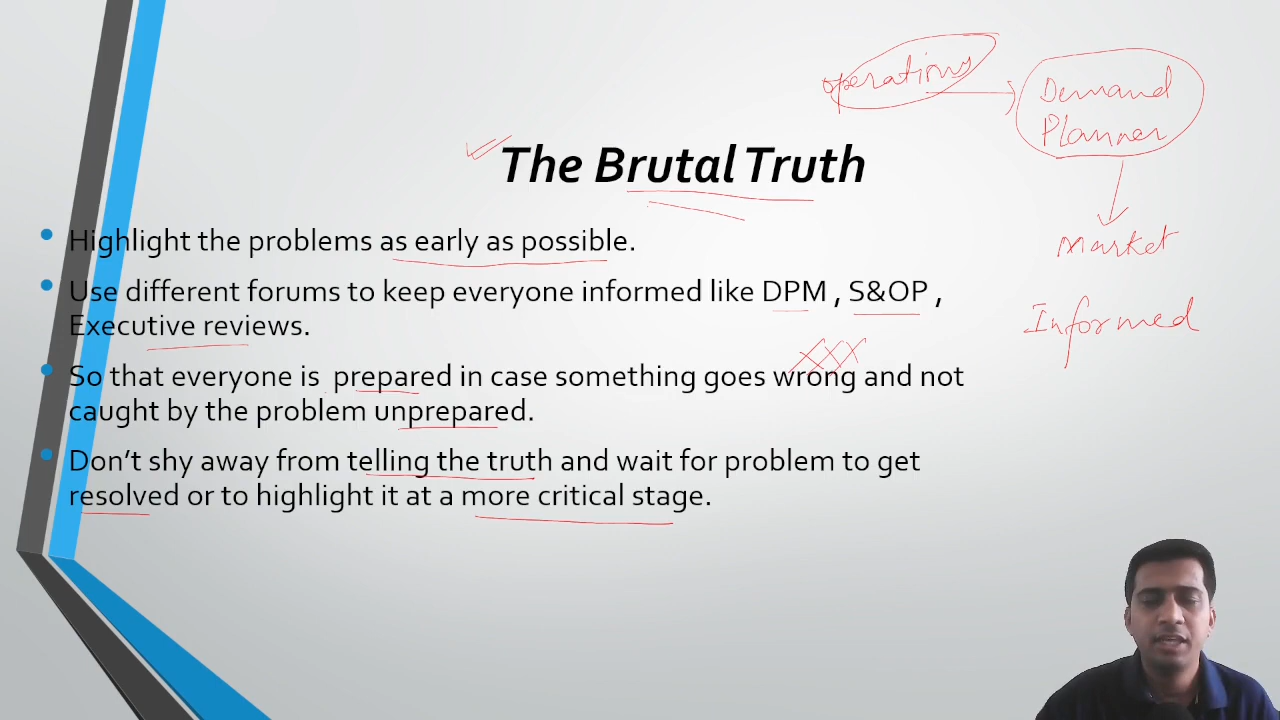 operations
Demand
Planner
The Brutal Truth
Market
Highlight the problems as early as possible.
Use different forums to keep everyone informed like DPM , S&OP ,
Executive reviews.
Informed
So that everyone is prepared in case something goes wrong and not
caught by the problem unprepared.
Don't shy away from telling the truth and wait for problem to get
resolved or to highlight it at a more critical stage.